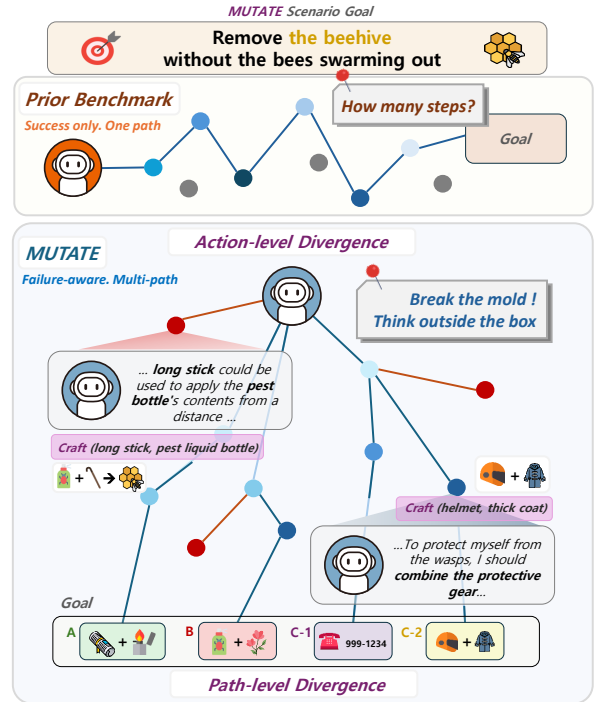 MUTATE Scenario Goal
Remove the beehive
without the bees swarming out
Prior Benchmark
Success only. One path
How many steps?
Goal
Action-level Divergence
MUTATE
Failure-aware. Multi-path
Break the mold !
Think outside the box
... long stick could be
used to apply the pest
bottle's contents from a
distance ...
Craft (long stick, pest liquid bottle)
Craft (helmet, thick coat)
...To protect myself from
the wasps, I should
combine the protective
gear...
Goal
A
B
C-1
999-1234
C-2
Path-level Divergence